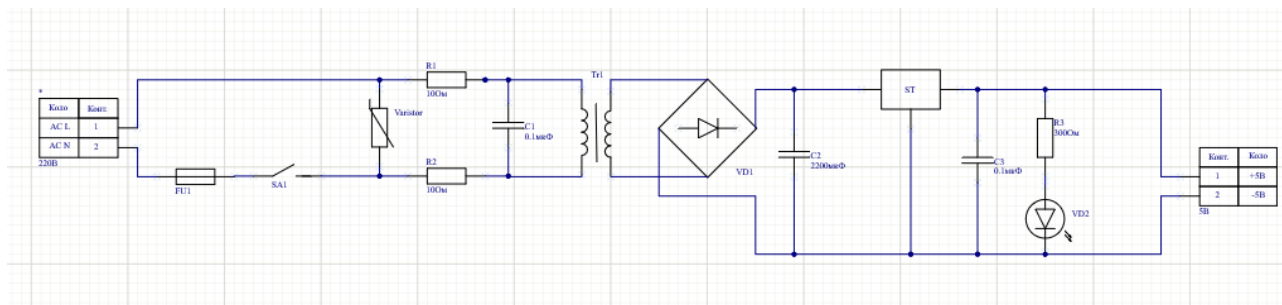 *
Коло Конт.
AC L 1
AC N 2
220В
FU1
SA1
Varistor
R1
10Ом
R2
10Ом
C1
0.1мкФ
Tr1
VD1
C2
2200мкФ
ST
C3
0.1мкФ
R3
300Ом
VD2
Конт. Коло
1 +5В
2 -5В
5В